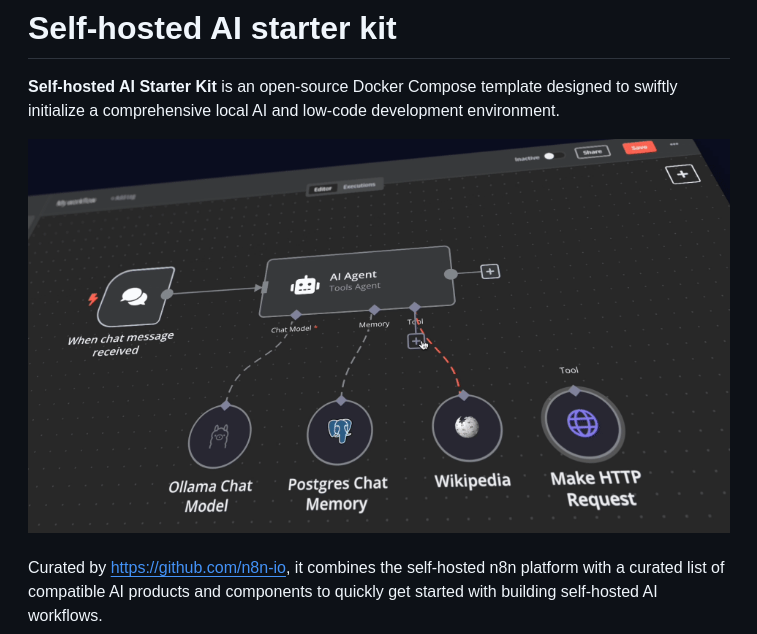 Self-hosted AI starter kit
Self-hosted AI Starter Kit is an open-source Docker Compose template designed to swiftly
initialize a comprehensive local AI and low-code development environment.
Inactive
Share
Save
My workflow
+ Add tag
Editor
Executions
AI Agent
Tools Agent
Chat Model *
Memory
Tool
When chat message
received
Tool
Ollama Chat
Model
Postgres Chat
Memory
Wikipedia
Make HTTP
Request
Curated by https://github.com/n8n-io, it combines the self-hosted n8n platform with a curated list of
compatible AI products and components to quickly get started with building self-hosted AI
workflows.